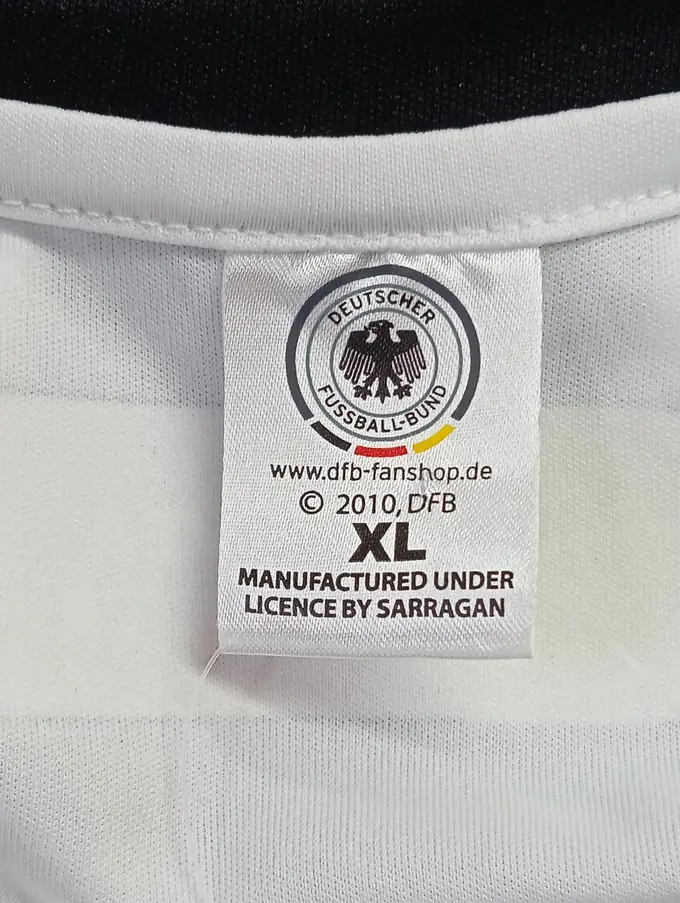 DEUTSCHER
FUSSBALL-BUND
www.dfb-fanshop.de
© 2010, DFB
XL
MANUFACTURED UNDER
LICENCE BY SARRAGAN